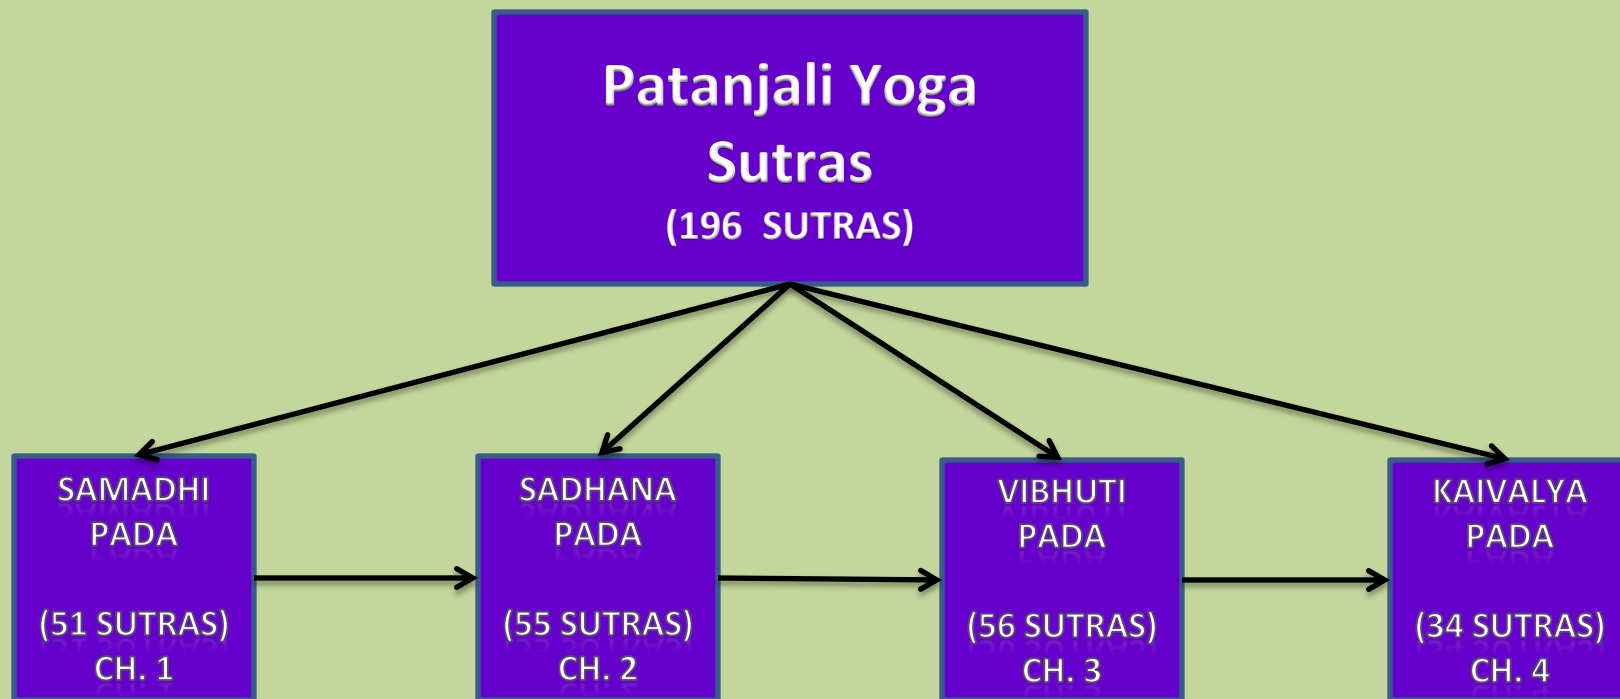 Patanjali Yoga
Sutras
(196 SUTRAS)
SAMADHI
PADA
(51 SUTRAS)
CH. 1
SADHANA
PADA
(55 SUTRAS)
CH. 2
VIBHUTI
PADA
(56 SUTRAS)
CH. 3
KAIVALYA
PADA
(34 SUTRAS)
CH. 4